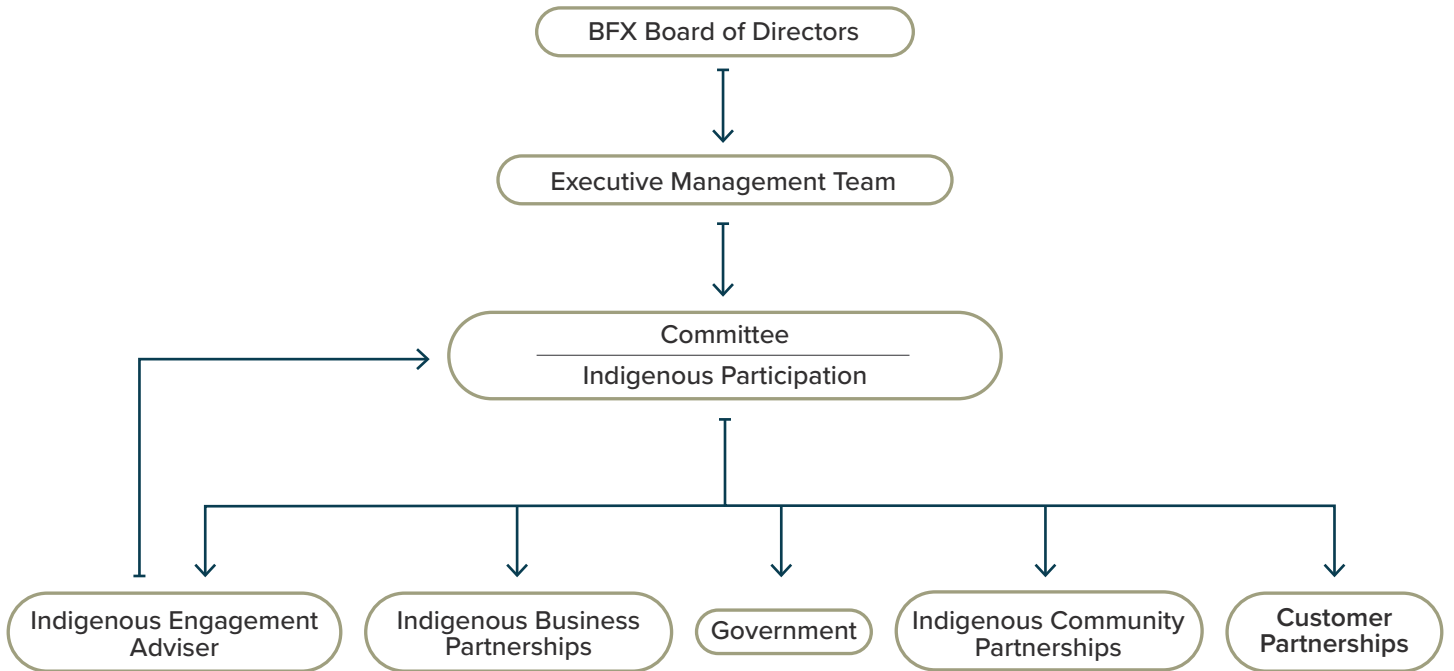 BFX Board of Directors
Executive Management Team
Committee
Indigenous Participation
Indigenous Engagement
Adviser
Indigenous Business
Partnerships
Government
Indigenous Community
Partnerships
Customer
Partnerships